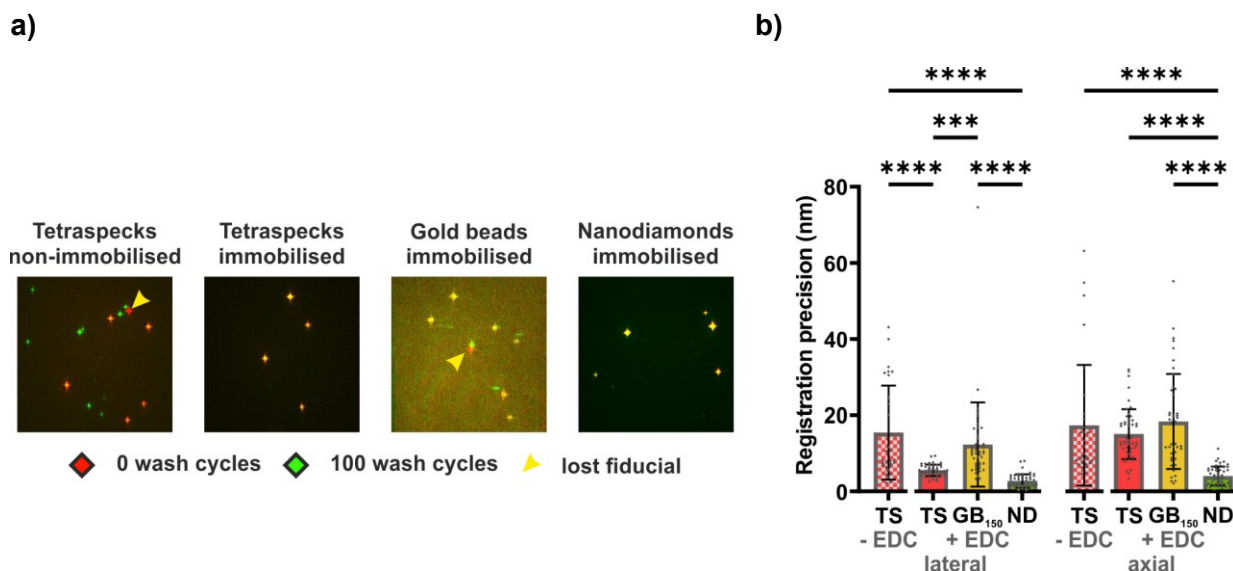 a)
Tetraspecks
non-immobilised
Tetraspecks
immobilised
Gold beads
immobilised
Nanodiamonds
immobilised
0 wash cycles
100 wash cycles
lost fiducial
b)
**** ****
*** ****
**** **** ****
Registration precision (nm)
80
60
40
20
0
TS TS GB₁₅₀ ND TS TS GB₁₅₀ ND
- EDC + EDC - EDC + EDC
lateral axial